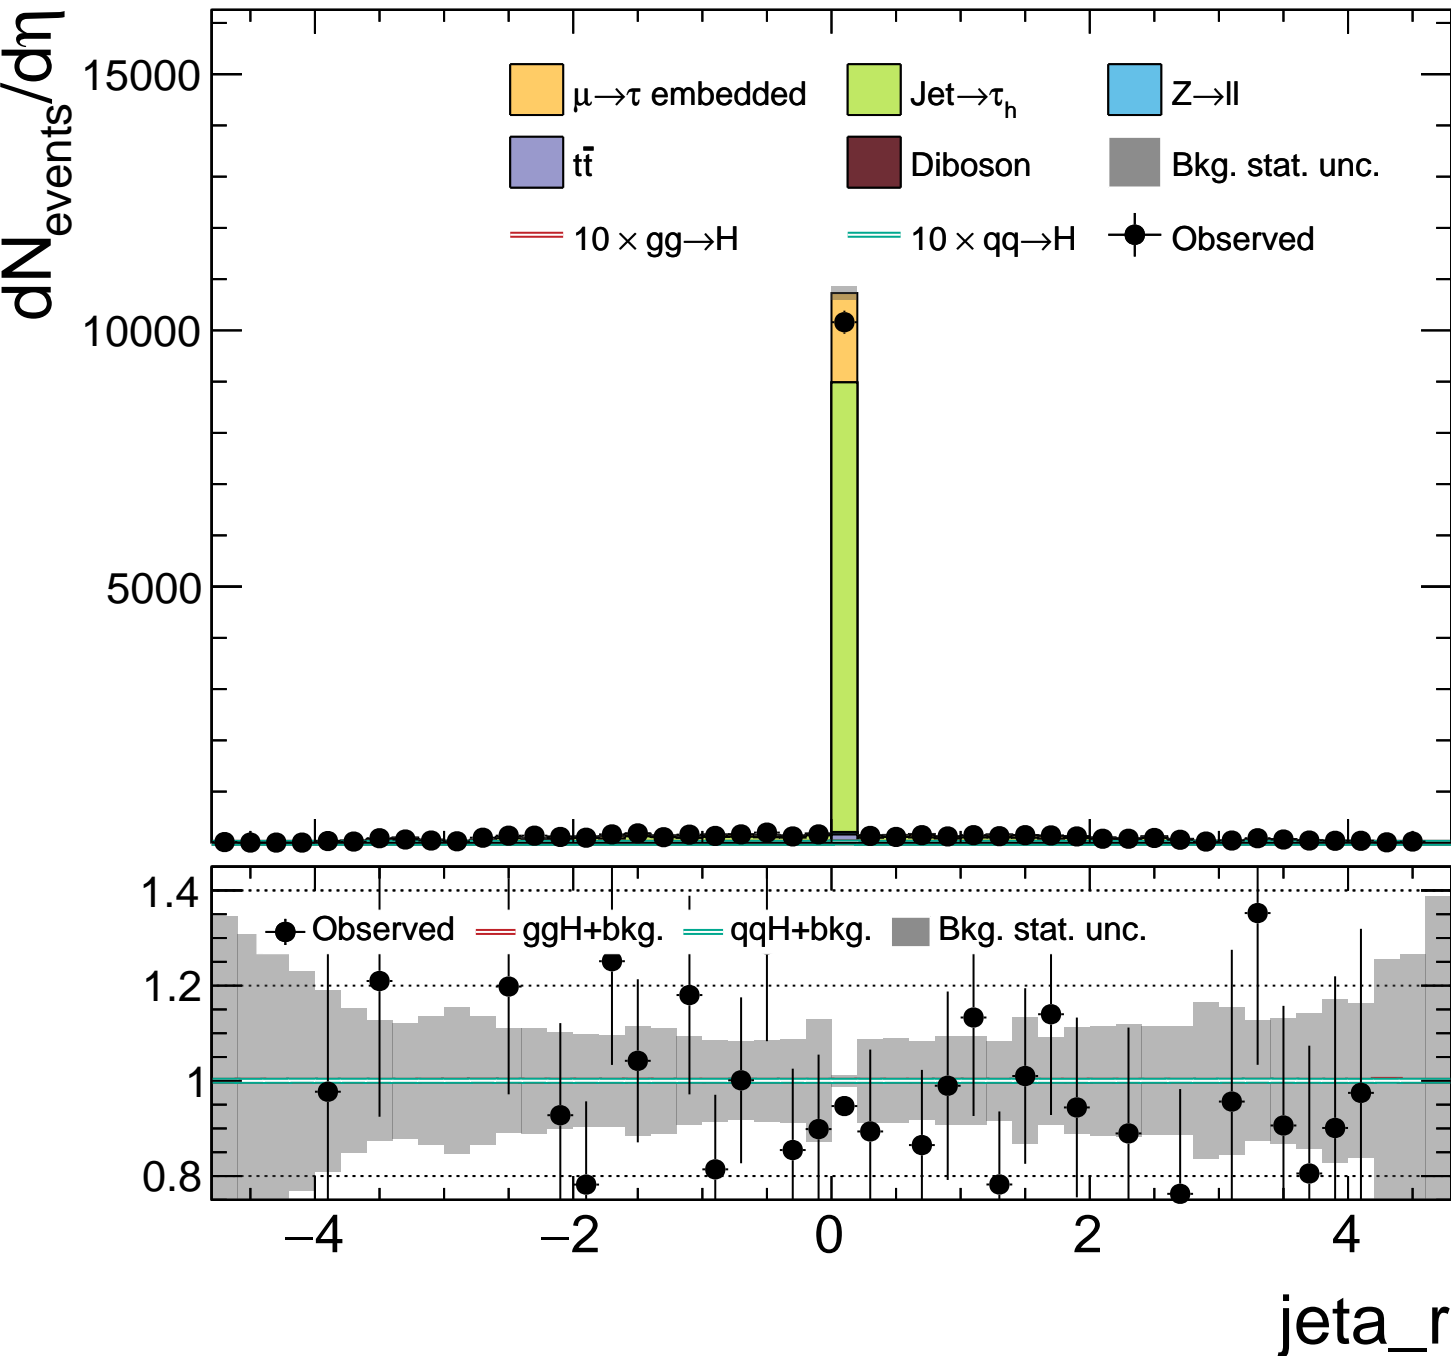 dN_events/dη
15000
10000
5000
μ→τ embedded
Jet→τ_h
Z→ll
tt̄
Diboson
Bkg. stat. unc.
10 × gg→H
10 × qq→H
Observed
1.4
1.2
1
0.8
Observed
ggH+bkg.
qqH+bkg.
Bkg. stat. unc.
−4
−2
0
2
4
jeta_r